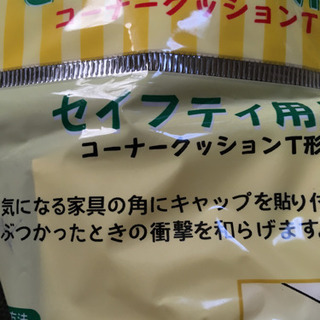 コーナークッションT
セイフティ用
コーナークッションT形
気になる家具の角にキャップを貼り付
ぶつかったときの衝撃を和らげます。
方法